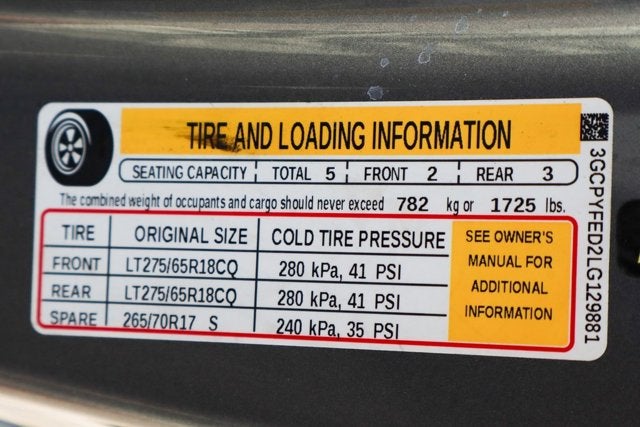 TIRE AND LOADING INFORMATION
SEATING CAPACITY TOTAL 5 FRONT 2 REAR 3
The combined weight of occupants and cargo should never exceed 782 kg or 1725 lbs.
TIRE ORIGINAL SIZE COLD TIRE PRESSURE
FRONT LT275/65R18CQ 280 kPa, 41 PSI
REAR LT275/65R18CQ 280 kPa, 41 PSI
SPARE 265/70R17 S 240 kPa, 35 PSI
SEE OWNER'S
MANUAL FOR
ADDITIONAL
INFORMATION
3GCPYFED2LG129881